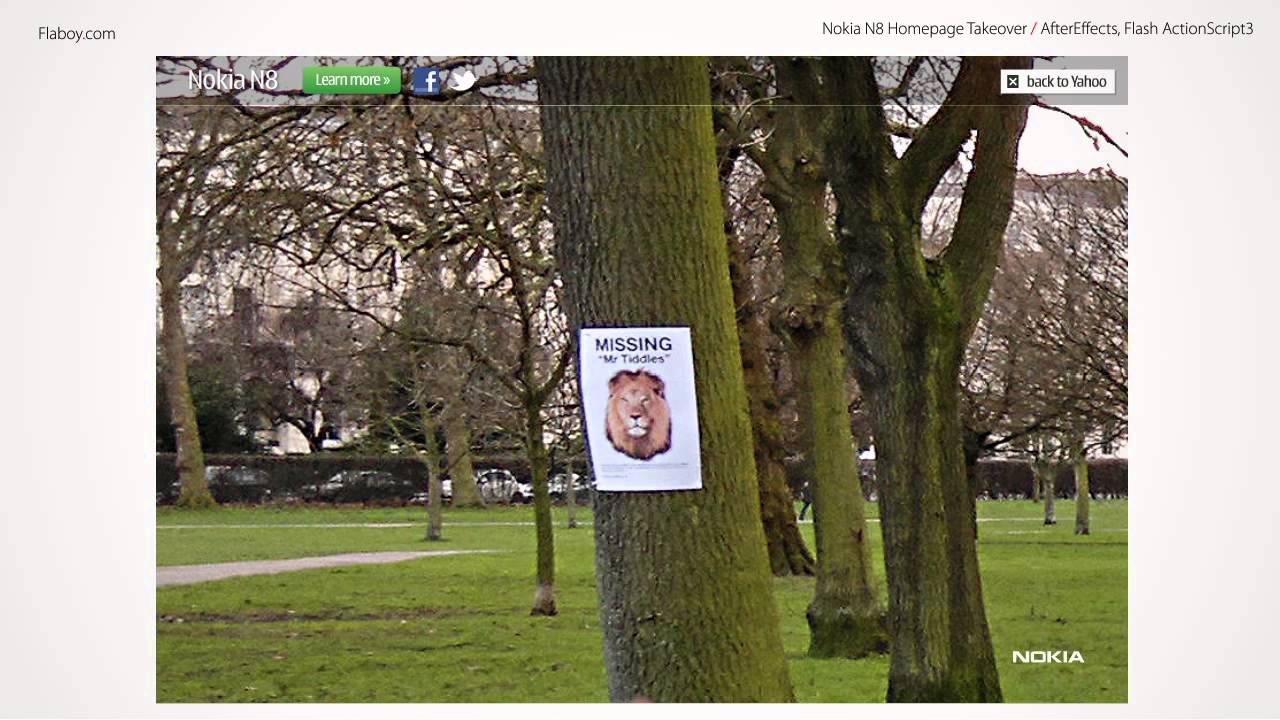 Flaboy.com
Nokia N8 Homepage Takeover / AfterEffects, Flash ActionScript3
Nokia N8
Learn more »
back to Yahoo
MISSING
"Mr Tiddles"
NOKIA